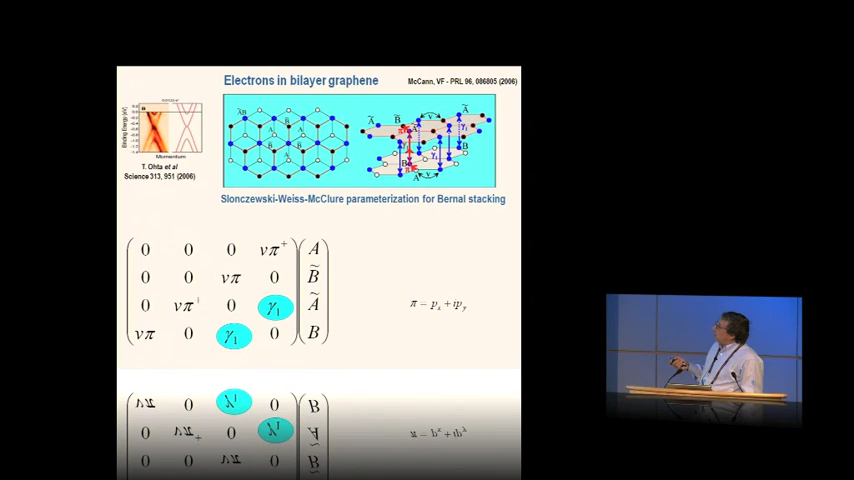 Electrons in bilayer graphene
McCann, VF - PRL 96, 086805 (2006)
Momentum
T. Ohta et al
Science 313, 951 (2006)
Slonczewski-Weiss-McClure parameterization for Bernal stacking
0 0 0 vπ⁺ A
0 0 vπ 0 B̃
0 vπ⁺ 0 γ₁ Ã
vπ 0 γ₁ 0 B
π = pₓ + ıpᵧ